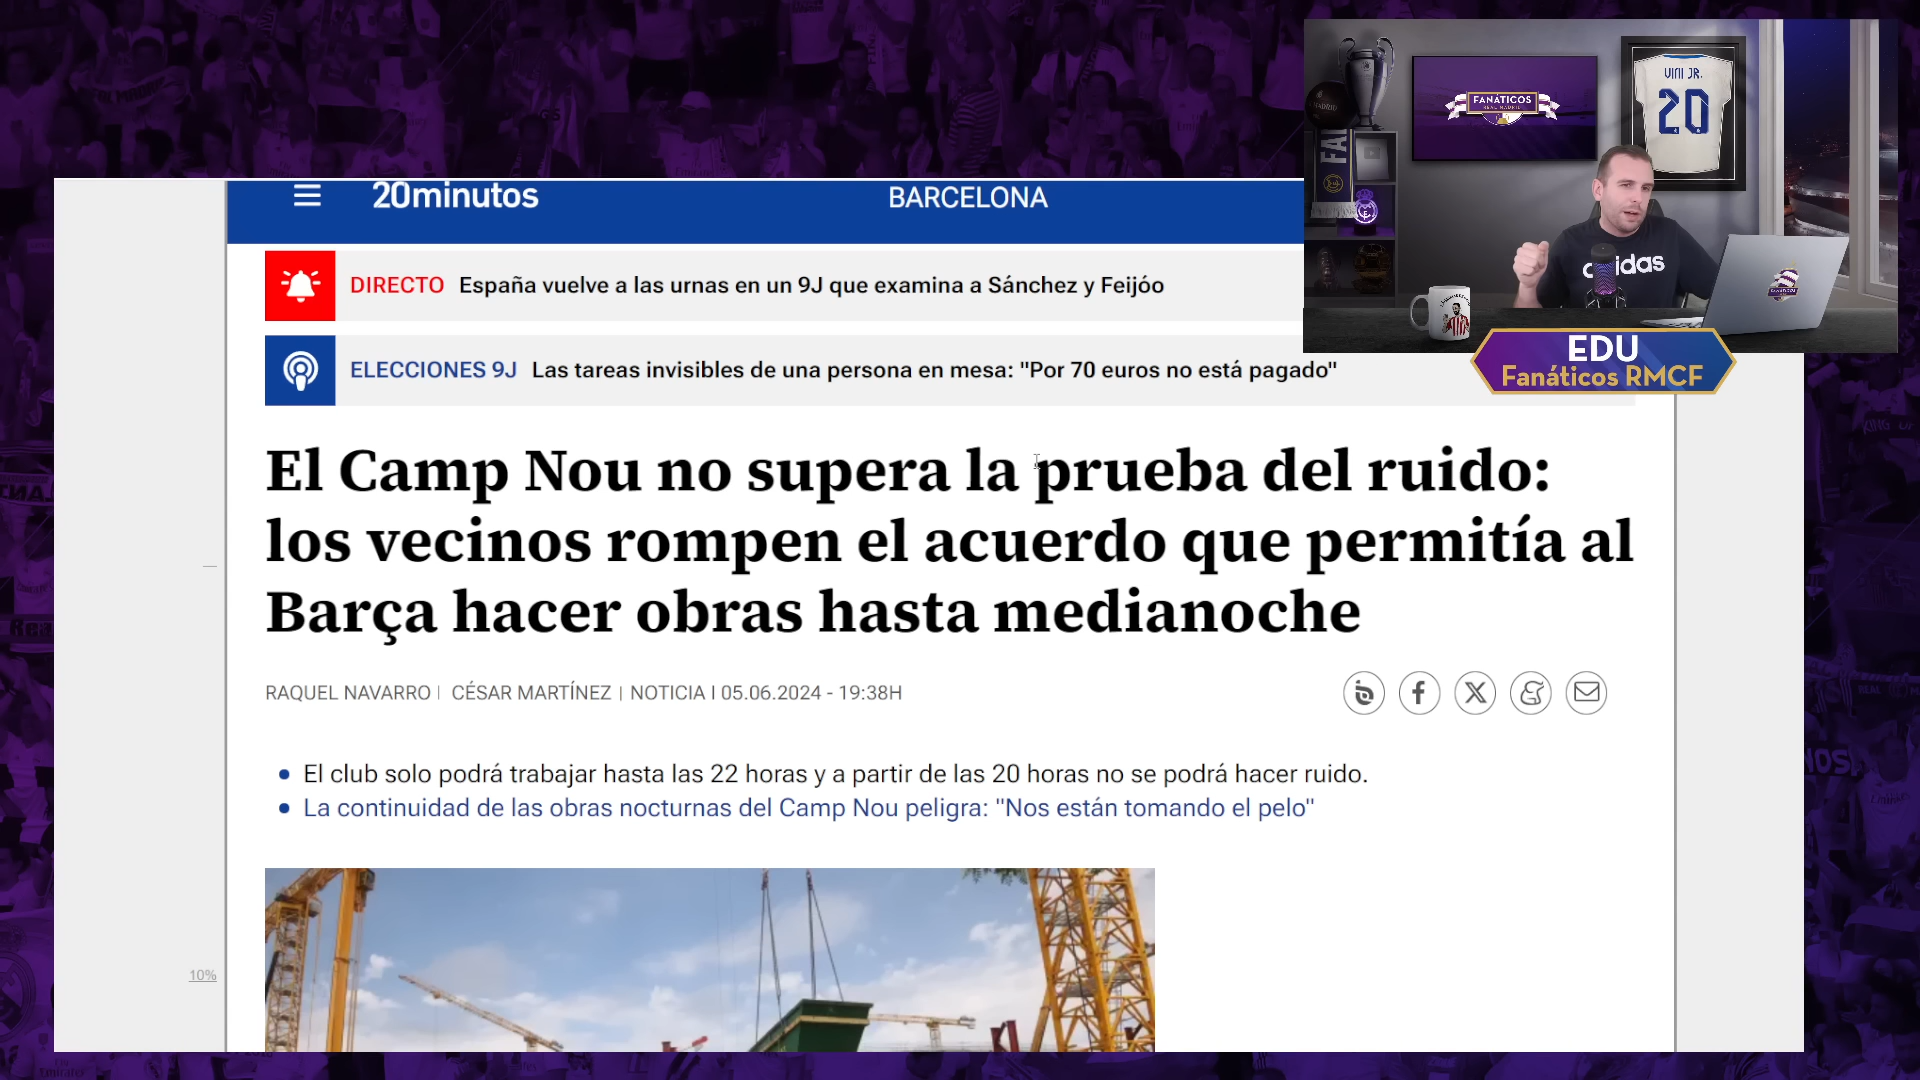 20minutos
BARCELONA
DIRECTO España vuelve a las urnas en un 9J que examina a Sánchez y Feijóo
ELECCIONES 9J Las tareas invisibles de una persona en mesa: "Por 70 euros no está pagado"
El Camp Nou no supera la prueba del ruido:
los vecinos rompen el acuerdo que permitía al
Barça hacer obras hasta medianoche
RAQUEL NAVARRO | CÉSAR MARTÍNEZ | NOTICIA | 05.06.2024 - 19:38H
El club solo podrá trabajar hasta las 22 horas y a partir de las 20 horas no se podrá hacer ruido.
La continuidad de las obras nocturnas del Camp Nou peligra: "Nos están tomando el pelo"
10%
FANÁTICOS
REAL MADRID
VINI JR.
20
FA
adidas
EDU
Fanáticos RMCF